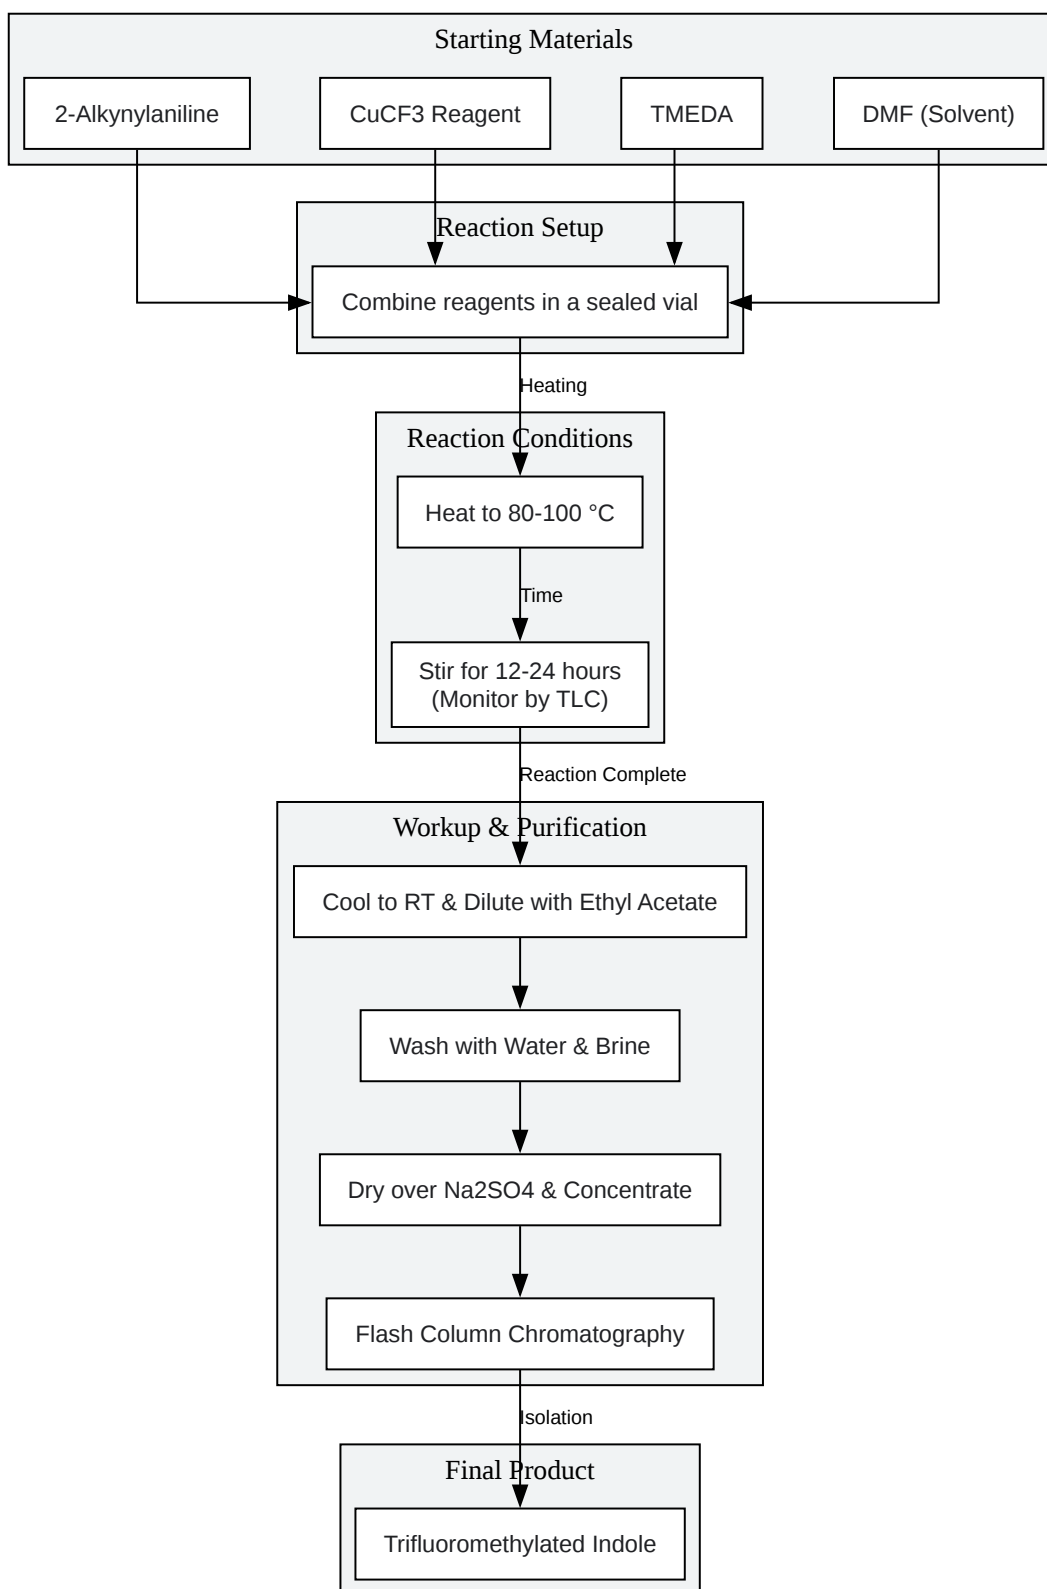 Starting Materials
2-Alkynylaniline
CuCF3 Reagent
TMEDA
DMF (Solvent)
Reaction Setup
Combine reagents in a sealed vial
Heating
Reaction Conditions
Heat to 80-100 °C
Time
Stir for 12-24 hours
(Monitor by TLC)
Reaction Complete
Workup & Purification
Cool to RT & Dilute with Ethyl Acetate
Wash with Water & Brine
Dry over Na2SO4 & Concentrate
Flash Column Chromatography
Isolation
Final Product
Trifluoromethylated Indole